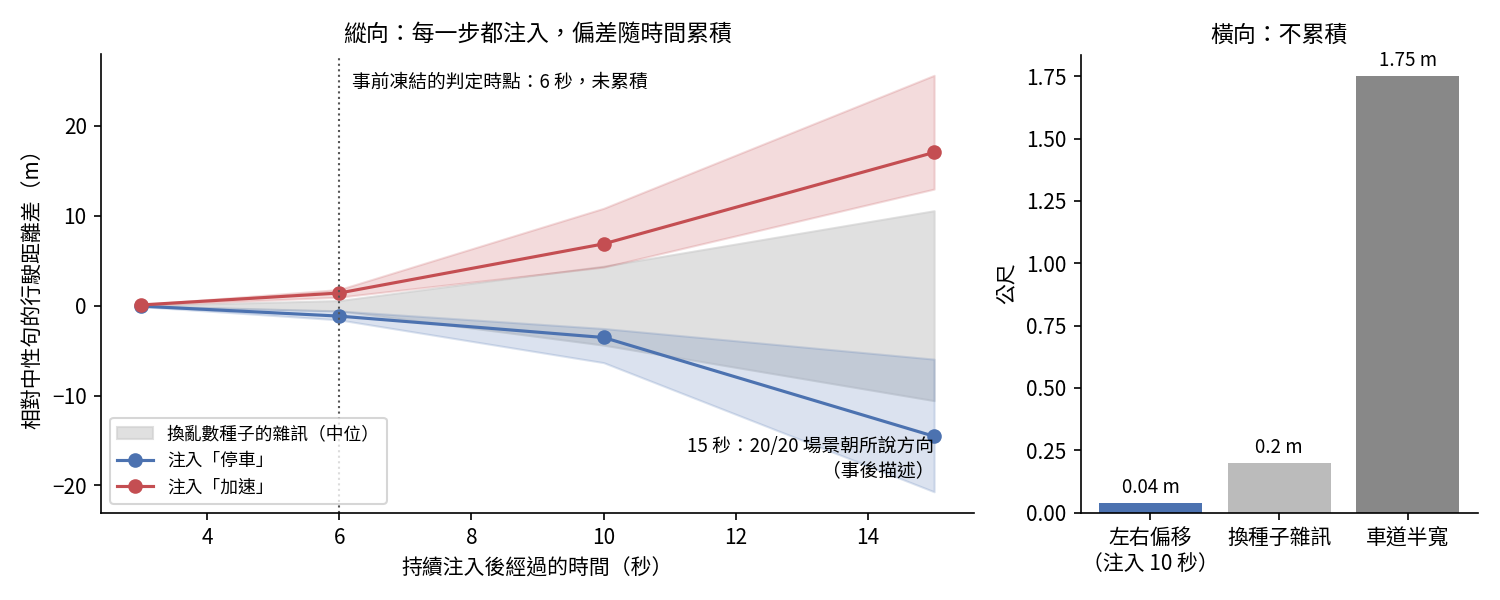 縱向：每一步都注入，偏差隨時間累積
事前凍結的判定時點：6 秒，未累積
相對中性句的行駛距離差（m）
20
10
0
−10
−20
換亂數種子的雜訊（中位）
注入「停車」
注入「加速」
15 秒：20/20 場景朝所說方向
（事後描述）
4
6
8
10
12
14
持續注入後經過的時間（秒）
橫向：不累積
公尺
1.75
1.50
1.25
1.00
0.75
0.50
0.25
0.00
0.04 m
0.2 m
1.75 m
左右偏移
（注入 10 秒）
換種子雜訊
車道半寬